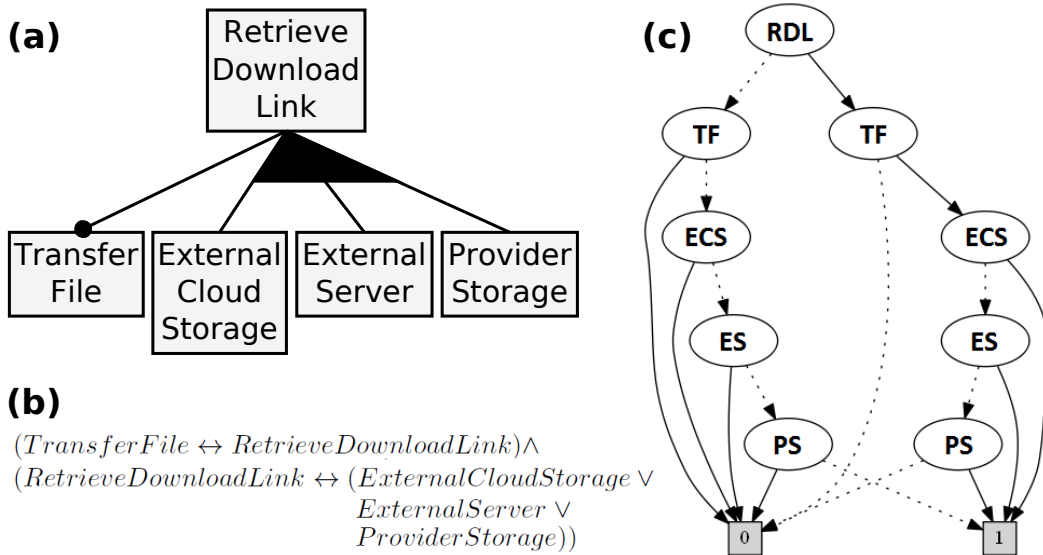 (a)
Retrieve
Download
Link
Transfer
File
External
Cloud
Storage
External
Server
Provider
Storage
(b)
(TransferFile ↔ RetrieveDownloadLink)∧
(RetrieveDownloadLink ↔ (ExternalCloudStorage ∨
ExternalServer ∨
ProviderStorage))
(c)
RDL
TF
TF
ECS
ECS
ES
ES
PS
PS
0
1